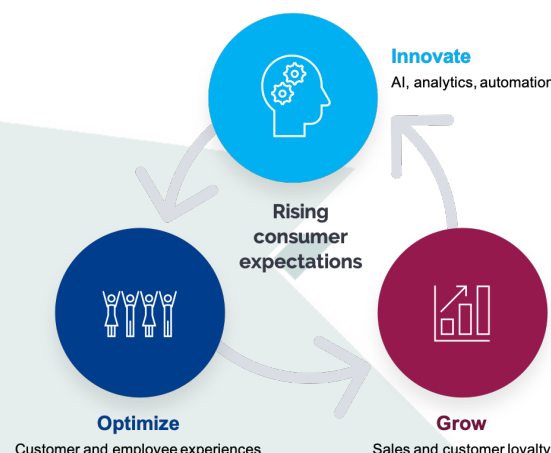 Innovate
AI, analytics, automation
Rising
consumer
expectations
Optimize
Customer and employee experiences
Grow
Sales and customer loyalty